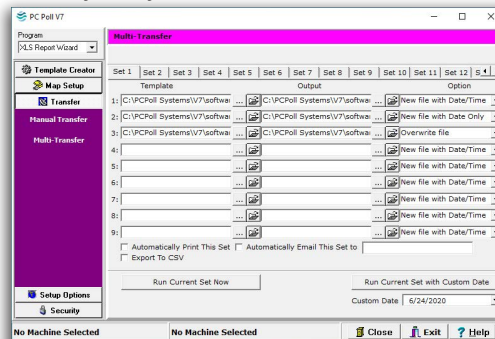 PC Poll V7
Program
XLS Report Wizard
Multi-Transfer
Template Creator
Map Setup
Transfer
Manual Transfer
Multi-Transfer
Setup Options
Security
Set 1 Set 2 Set 3 Set 4 Set 5 Set 6 Set 7 Set 8 Set 9 Set 10 Set 11 Set 12 S
Template Output Option
1: C:\PCPoll Systems\V7\softwar ... C:\PCPoll Systems\V7\softwar ... New file with Date/Time
2: C:\PCPoll Systems\V7\softwar ... C:\PCPoll Systems\V7\softwar ... New file with Date Only
3: C:\PCPoll Systems\V7\softwar ... C:\PCPoll Systems\V7\softwar ... Overwrite file
4: ... ... New file with Date/Time
5: ... ... New file with Date/Time
6: ... ... New file with Date/Time
7: ... ... New file with Date/Time
8: ... ... New file with Date/Time
9: ... ... New file with Date/Time
Automatically Print This Set Automatically Email This Set to
Export To CSV
Run Current Set Now Run Current Set with Custom Date
Custom Date 6/24/2020
No Machine Selected No Machine Selected Close Exit ? Help